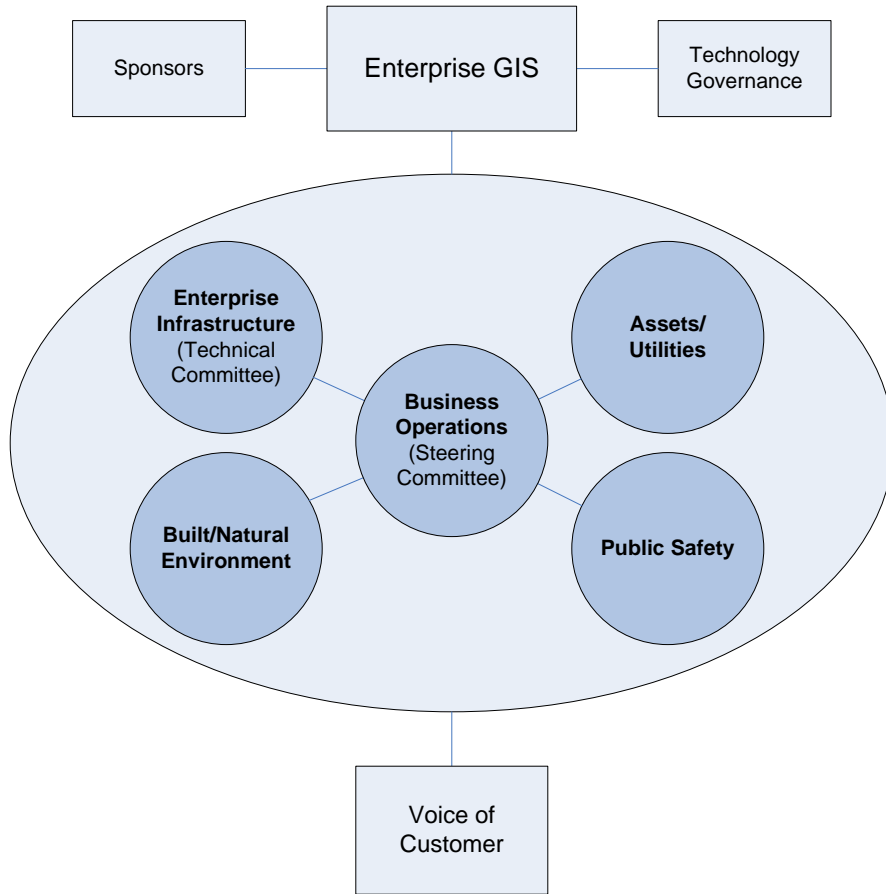 Sponsors
Enterprise GIS
Technology
Governance
Enterprise
Infrastructure
(Technical
Committee)
Assets/
Utilities
Business
Operations
(Steering
Committee)
Built/Natural
Environment
Public Safety
Voice of
Customer